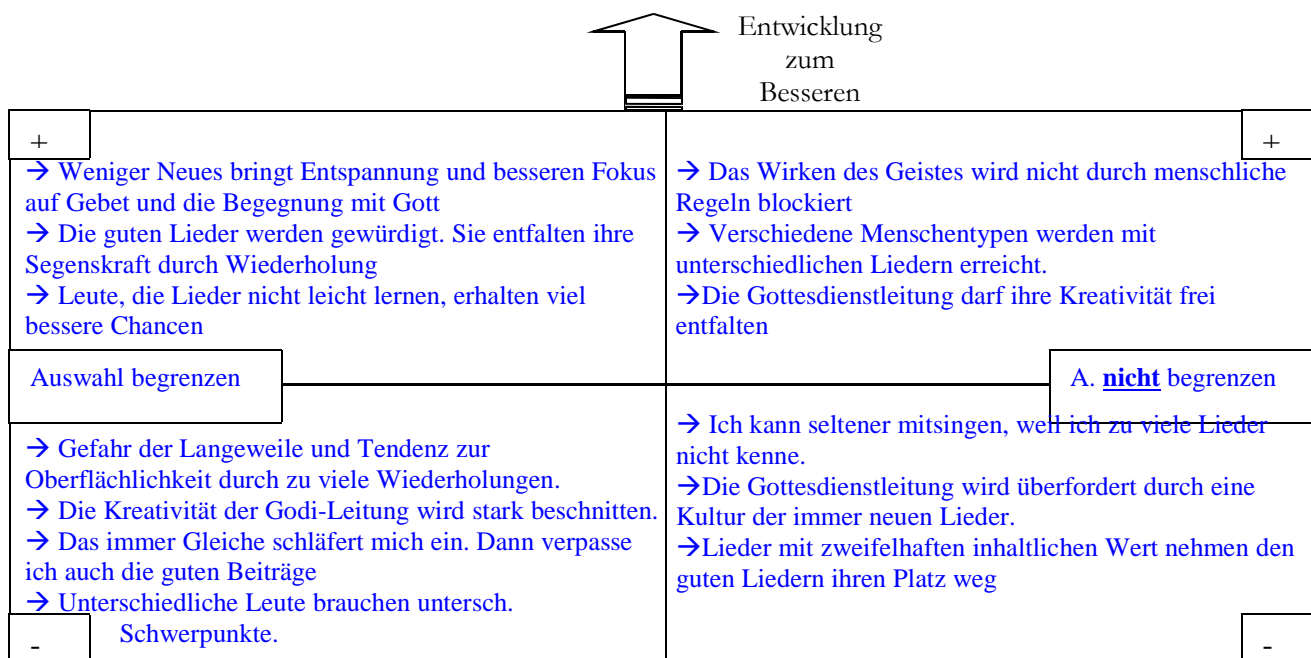 Entwicklung
zum
Besseren
+
→ Weniger Neues bringt Entspannung und besseren Fokus
auf Gebet und die Begegnung mit Gott
→ Die guten Lieder werden gewürdigt. Sie entfalten ihre
Segenskraft durch Wiederholung
→ Leute, die Lieder nicht leicht lernen, erhalten viel
bessere Chancen
+
→ Das Wirken des Geistes wird nicht durch menschliche
Regeln blockiert
→ Verschiedene Menschentypen werden mit
unterschiedlichen Liedern erreicht.
→Die Gottesdienstleitung darf ihre Kreativität frei
entfalten
Auswahl begrenzen
A. nicht begrenzen
→ Gefahr der Langeweile und Tendenz zur
Oberflächlichkeit durch zu viele Wiederholungen.
→ Die Kreativität der Godi-Leitung wird stark beschnitten.
→ Das immer Gleiche schläfert mich ein. Dann verpasse
ich auch die guten Beiträge
→ Unterschiedliche Leute brauchen untersch.
Schwerpunkte.
-
→ Ich kann seltener mitsingen, weil ich zu viele Lieder
nicht kenne.
→Die Gottesdienstleitung wird überfordert durch eine
Kultur der immer neuen Lieder.
→Lieder mit zweifelhaften inhaltlichen Wert nehmen den
guten Liedern ihren Platz weg
-